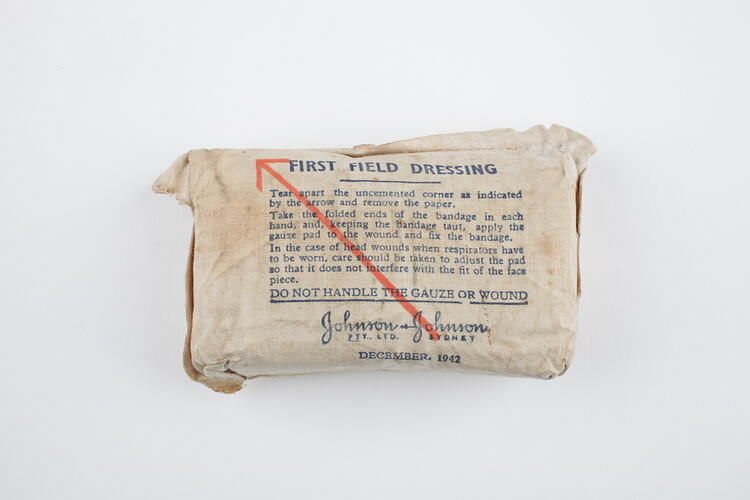 FIRST FIELD DRESSING
Tear apart the uncemented corner as indicated
by the arrow and remove the paper.
Take the folded ends of the bandage in each
hand, and, keeping the bandage taut, apply the
gauze pad to the wound and fix the bandage.
In the case of head wounds when respirators have
to be worn, care should be taken to adjust the pad
so that it does not interfere with the fit of the face
piece.
DO NOT HANDLE THE GAUZE OR WOUND
Johnson + Johnson
PTY., LTD. SYDNEY
DECEMBER, 1942